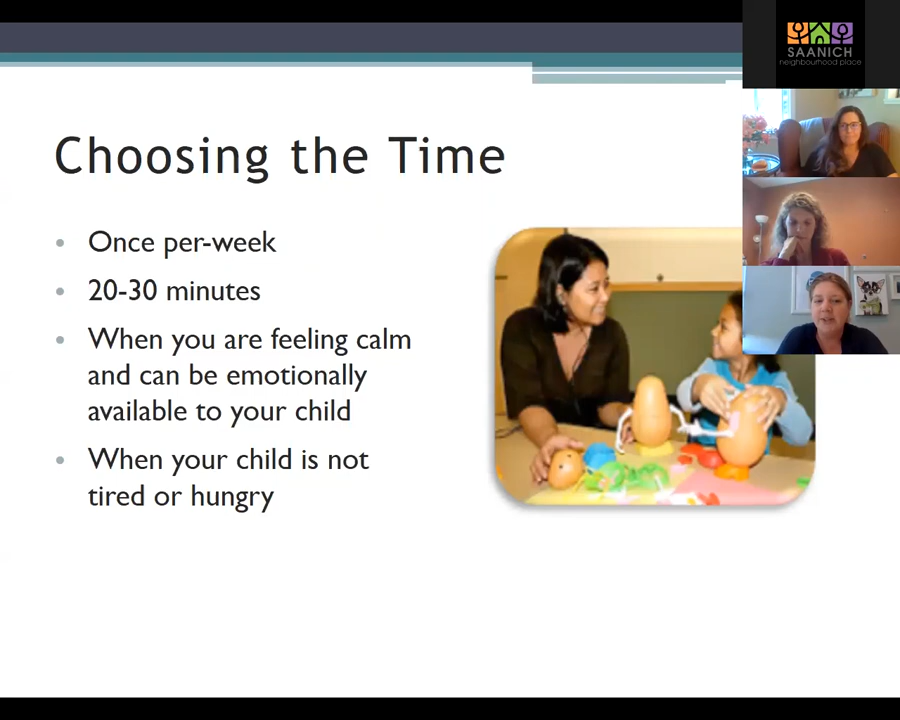 SAANICH
neighbourhood place
Choosing the Time
• Once per-week
• 20-30 minutes
• When you are feeling calm
and can be emotionally
available to your child
• When your child is not
tired or hungry